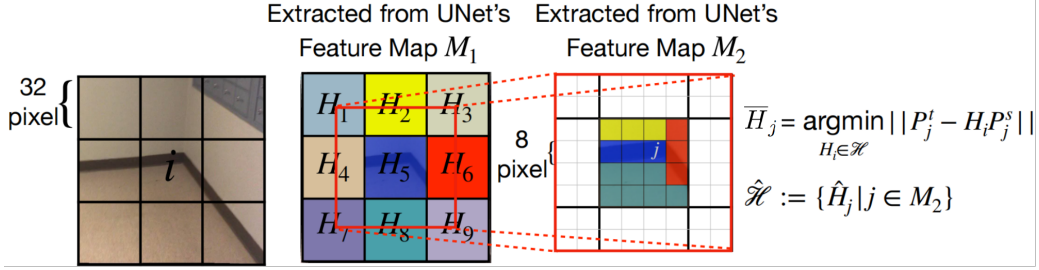 Extracted from UNet's
Feature Map M₁
Extracted from UNet's
Feature Map M₂
32
pixel
i
H₁ H₂ H₃
H₄ H₅ H₆
H₇ H₈ H₉
8
pixel
j
H̅ⱼ = argmin ||Pⱼᵗ − HᵢPⱼˢ||
Hᵢ∈ℋ
ℋ̂ := {Ĥⱼ|j ∈ M₂}